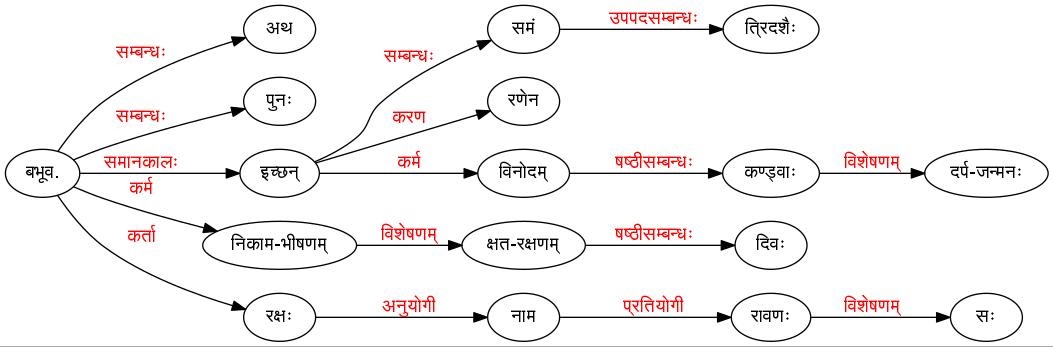 सम्बन्धः अथ सम्बन्धः समं उपपदसम्बन्धः त्रिदशैः
सम्बन्धः पुनः करण रणेन
बभूव. समानकालः इच्छन् कर्म विनोदम् षष्ठीसम्बन्धः कण्ड्वाः विशेषणम् दर्प-जन्मनः
कर्म निकाम-भीषणम् विशेषणम् क्षत-रक्षणम् षष्ठीसम्बन्धः दिवः
कर्ता रक्षः अनुयोगी नाम प्रतियोगी रावणः विशेषणम् सः